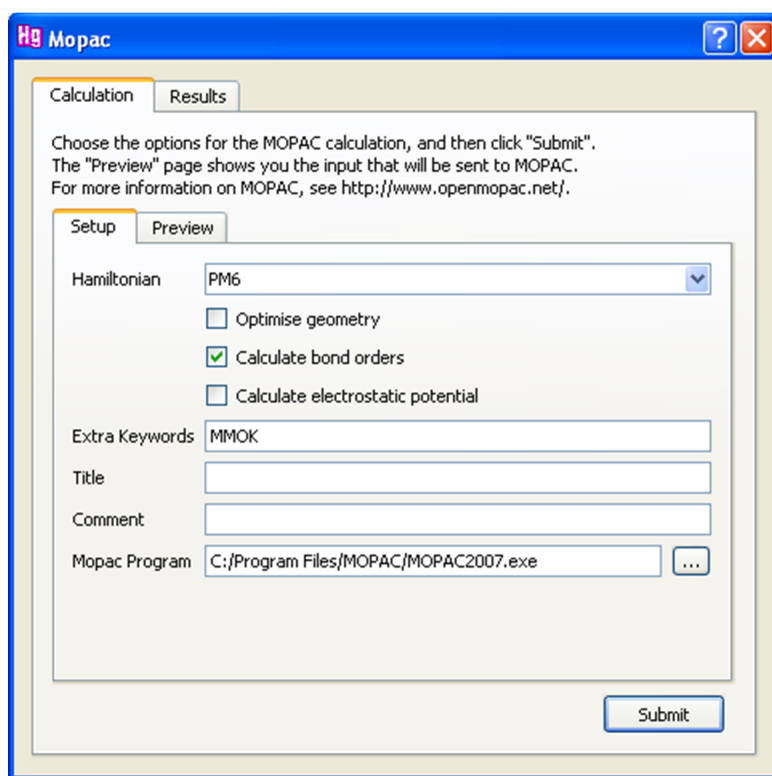 Hg Mopac
Calculation Results
Choose the options for the MOPAC calculation, and then click "Submit".
The "Preview" page shows you the input that will be sent to MOPAC.
For more information on MOPAC, see http://www.openmopac.net/.
Setup Preview
Hamiltonian PM6
Optimise geometry
Calculate bond orders
Calculate electrostatic potential
Extra Keywords MMOK
Title
Comment
Mopac Program C:/Program Files/MOPAC/MOPAC2007.exe ...
Submit